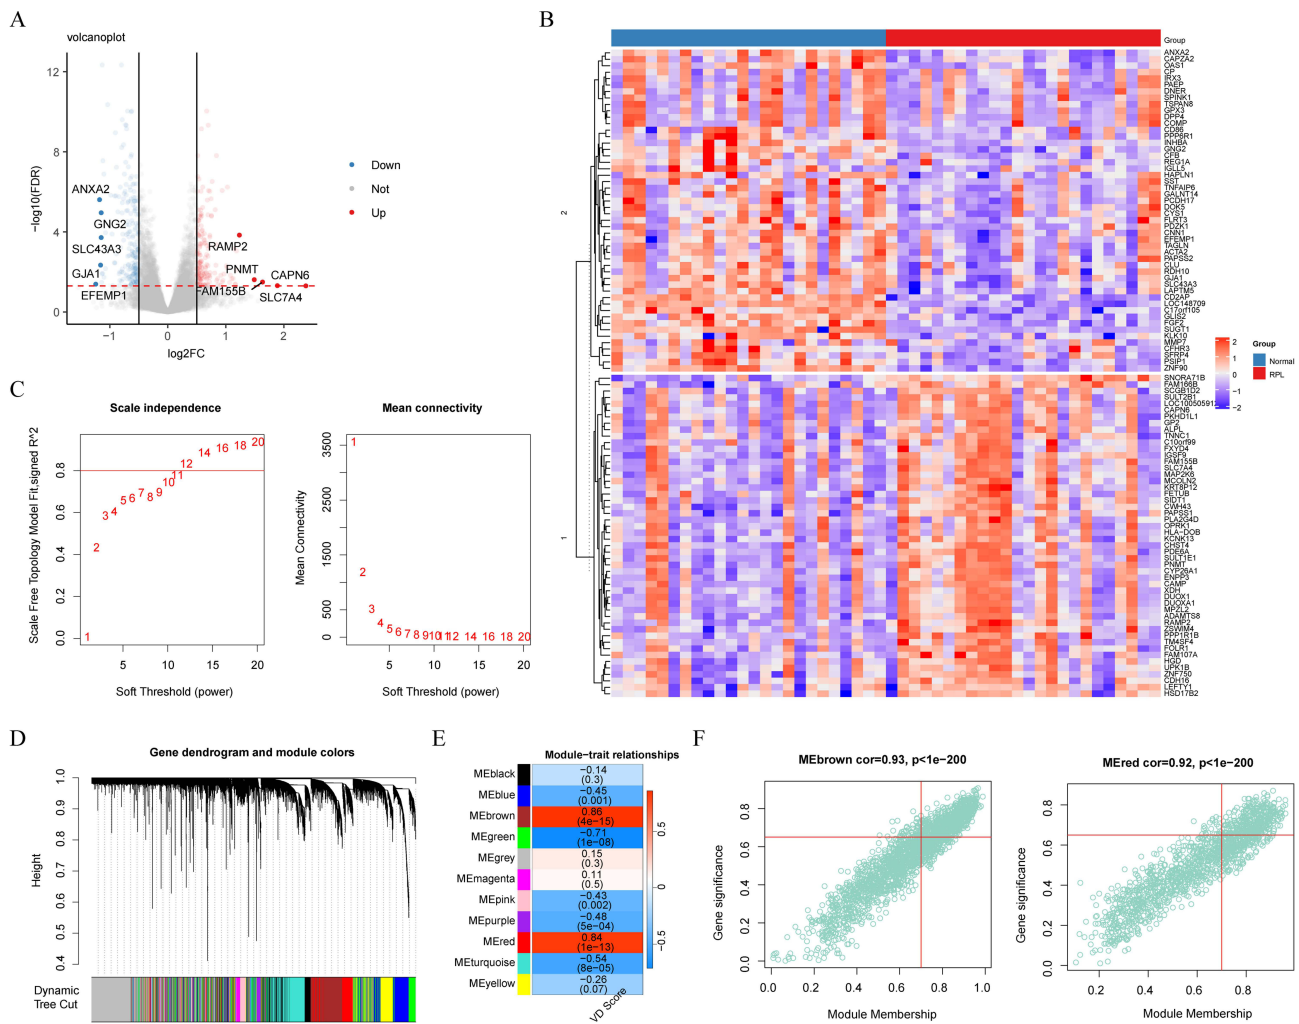 A
volcanoplot
12
8
4
0
−log10(FDR)
ANXA2
GNG2
SLC43A3
GJA1
EFEMP1
RAMP2
PNMT
CAPN6
FAM155B
SLC7A4
−1
0
1
2
log2FC
Down
Not
Up
B
Group
ANXA2
CAPZA2
OAS1
CP
IRX3
PAEP
DNER
SPINK1
TSPAN8
GPX3
DPP4
COMP
CD86
PPP6R1
INHBA
GNG2
CFB
REG1A
IGLL5
HAPLN1
SST
TNFAIP6
GALNT14
PCDH17
DOK5
CYS1
FLRT3
PDZK1
CNN1
EFEMP1
TAGLN
ACTA2
PAPSS2
CLU
RDH10
GJA1
SLC43A3
LAPTM5
CD2AP
LOC148709
C17orf105
GLIS2
FGF2
SUGT1
KLK10
MMP7
CFHR3
SFRP4
PSIP1
ZNF90
SNORA71B
FAM166B
SCGB1D2
SULT2B1
LOC100505912
CAPN6
PKHD1L1
GP2
ALPL
TNNC1
C10orf99
FXYD4
IGSF9
FAM155B
SLC7A4
MAP2K6
MCOLN2
KRT8P12
FETUB
SIDT1
CWH43
PAPSS1
PLA2G4D
OPRK1
HLA−DOB
KCNK13
CHST4
PDE6A
SULT1E1
PNMT
CYP26A1
ENPP3
CAMP
XDH
DUOX1
DUOXA1
MPZL2
ADAMTS8
RAMP2
ZSWIM4
PPP1R1B
TM4SF4
FOLR1
FAM107A
HGD
UPK1B
ZNF750
CDH16
LEFTY1
HSD17B2
2
1
2
1
0
−1
−2
Group
Normal
RPL
C
Scale independence
Scale Free Topology Model Fit,signed R^2
0.0 0.2 0.4 0.6 0.8
1 2 3 4 5 6 7 8 9 10 11 12 14 16 18 20
5 10 15 20
Soft Threshold (power)
Mean connectivity
Mean Connectivity
0 500 1500 2500 3500
1 2 3 4 5 6 7 8 9 10 11 12 14 16 18 20
5 10 15 20
Soft Threshold (power)
D
Gene dendrogram and module colors
Height
1.0
0.9
0.8
0.7
0.6
0.5
0.4
Dynamic
Tree Cut
E
Module−trait relationships
MEblack
−0.14
(0.3)
MEblue
−0.45
(0.001)
MEbrown
0.86
(4e−15)
MEgreen
−0.71
(1e−08)
MEgrey
0.15
(0.3)
MEmagenta
0.11
(0.5)
MEpink
−0.43
(0.002)
MEpurple
−0.48
(5e−04)
MEred
0.84
(1e−13)
MEturquoise
−0.54
(8e−05)
MEyellow
−0.26
(0.07)
VD Score
0.5
0
−0.5
F
MEbrown cor=0.93, p<1e−200
Gene significance
0.0 0.2 0.4 0.6 0.8
0.0 0.2 0.4 0.6 0.8 1.0
Module Membership
MEred cor=0.92, p<1e−200
Gene significance
0.0 0.2 0.4 0.6 0.8
0.2 0.4 0.6 0.8
Module Membership